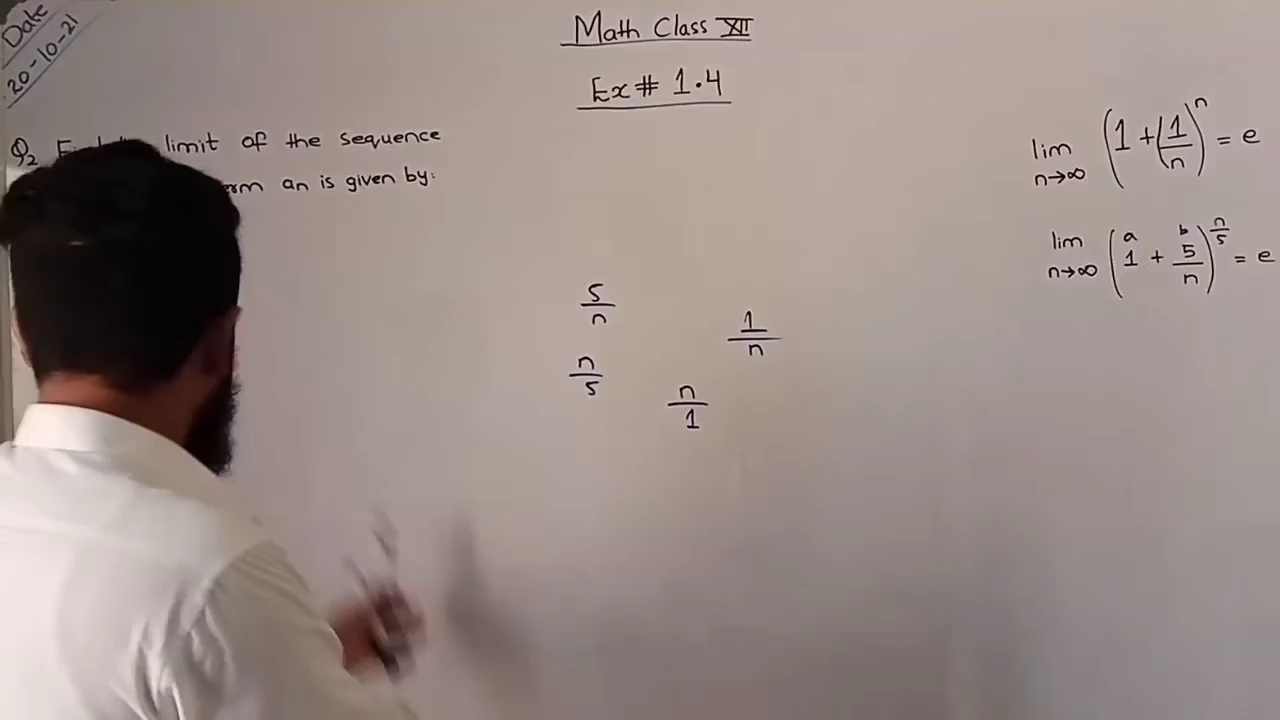 Date
20-10-21
Math Class XII
Ex# 1.4
Q2 limit of the sequence
an is given by:
lim n→∞ (1 + (1/n)^n = e
lim n→∞ (1 + 5/n)^n/5 = e
a b
5/n
1/n
n/5
n/1